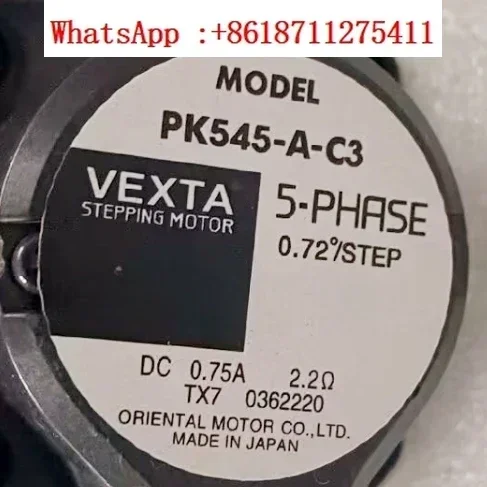 WhatsApp :+8618711275411
MODEL
PK545-A-C3
VEXTA
STEPPING MOTOR
5-PHASE
0.72°/STEP
DC 0.75A 2.2Ω
TX7 0362220
ORIENTAL MOTOR CO.,LTD.
MADE IN JAPAN